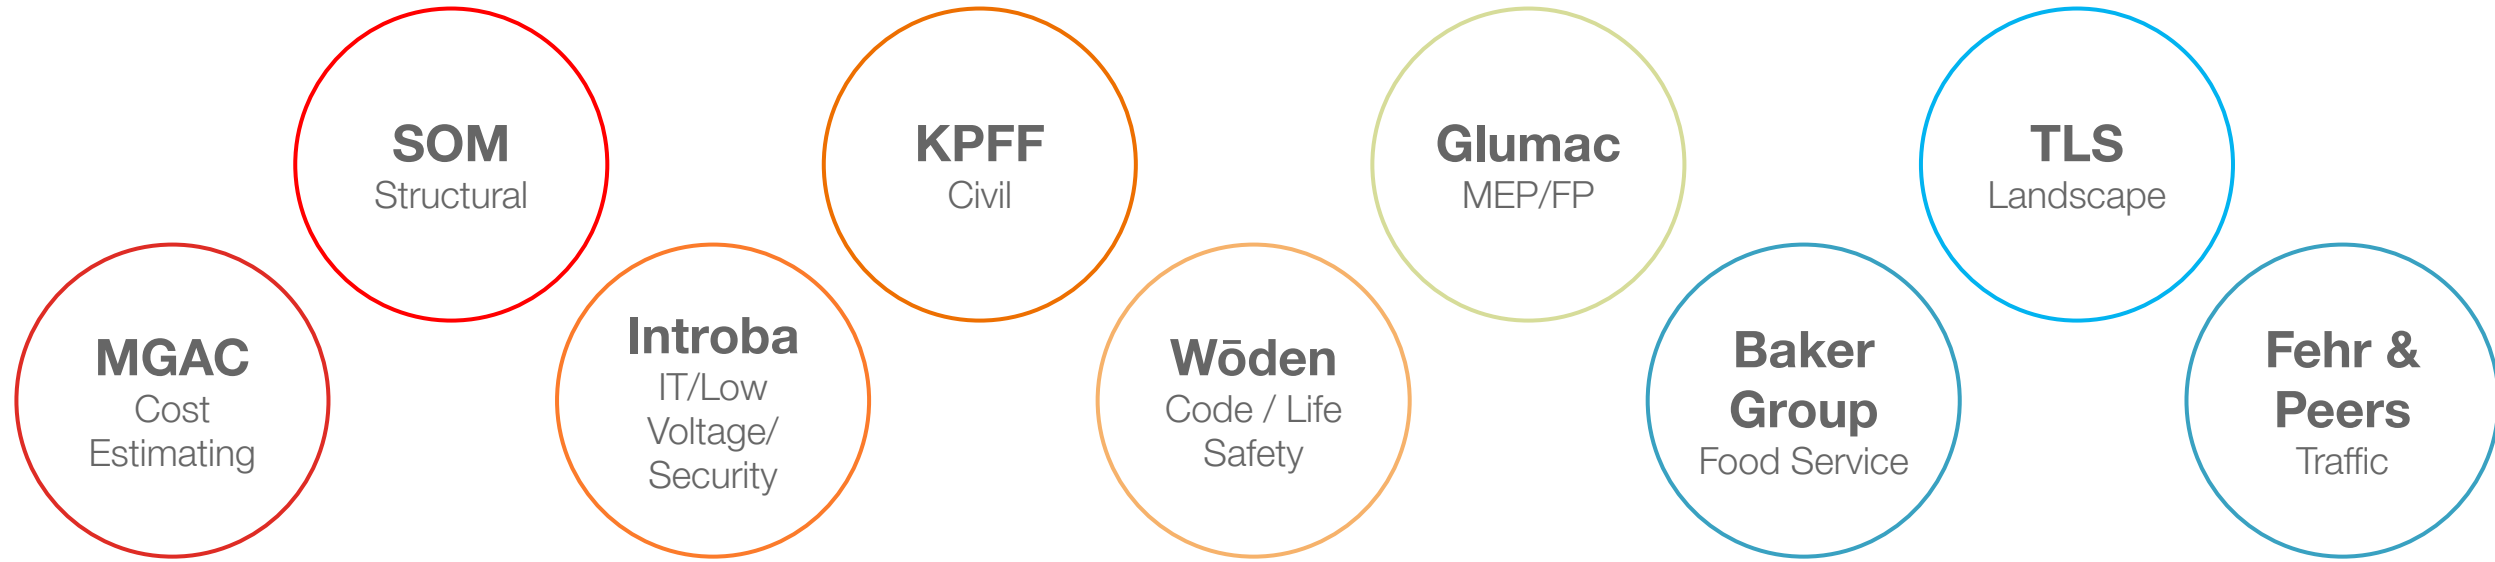 SOM
Structural
KPFF
Civil
Glumac
MEP/FP
TLS
Landscape
MGAC
Cost
Estimating
Introba
IT/Low
Voltage/
Security
Wōden
Code / Life
Safety
Baker
Group
Food Service
Fehr &
Peers
Traffic